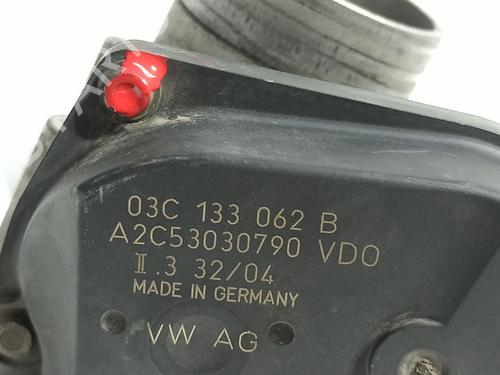 03C 133 062 B
A2C53030790 VDO
II.3 32/04
MADE IN GERMANY
VW AG